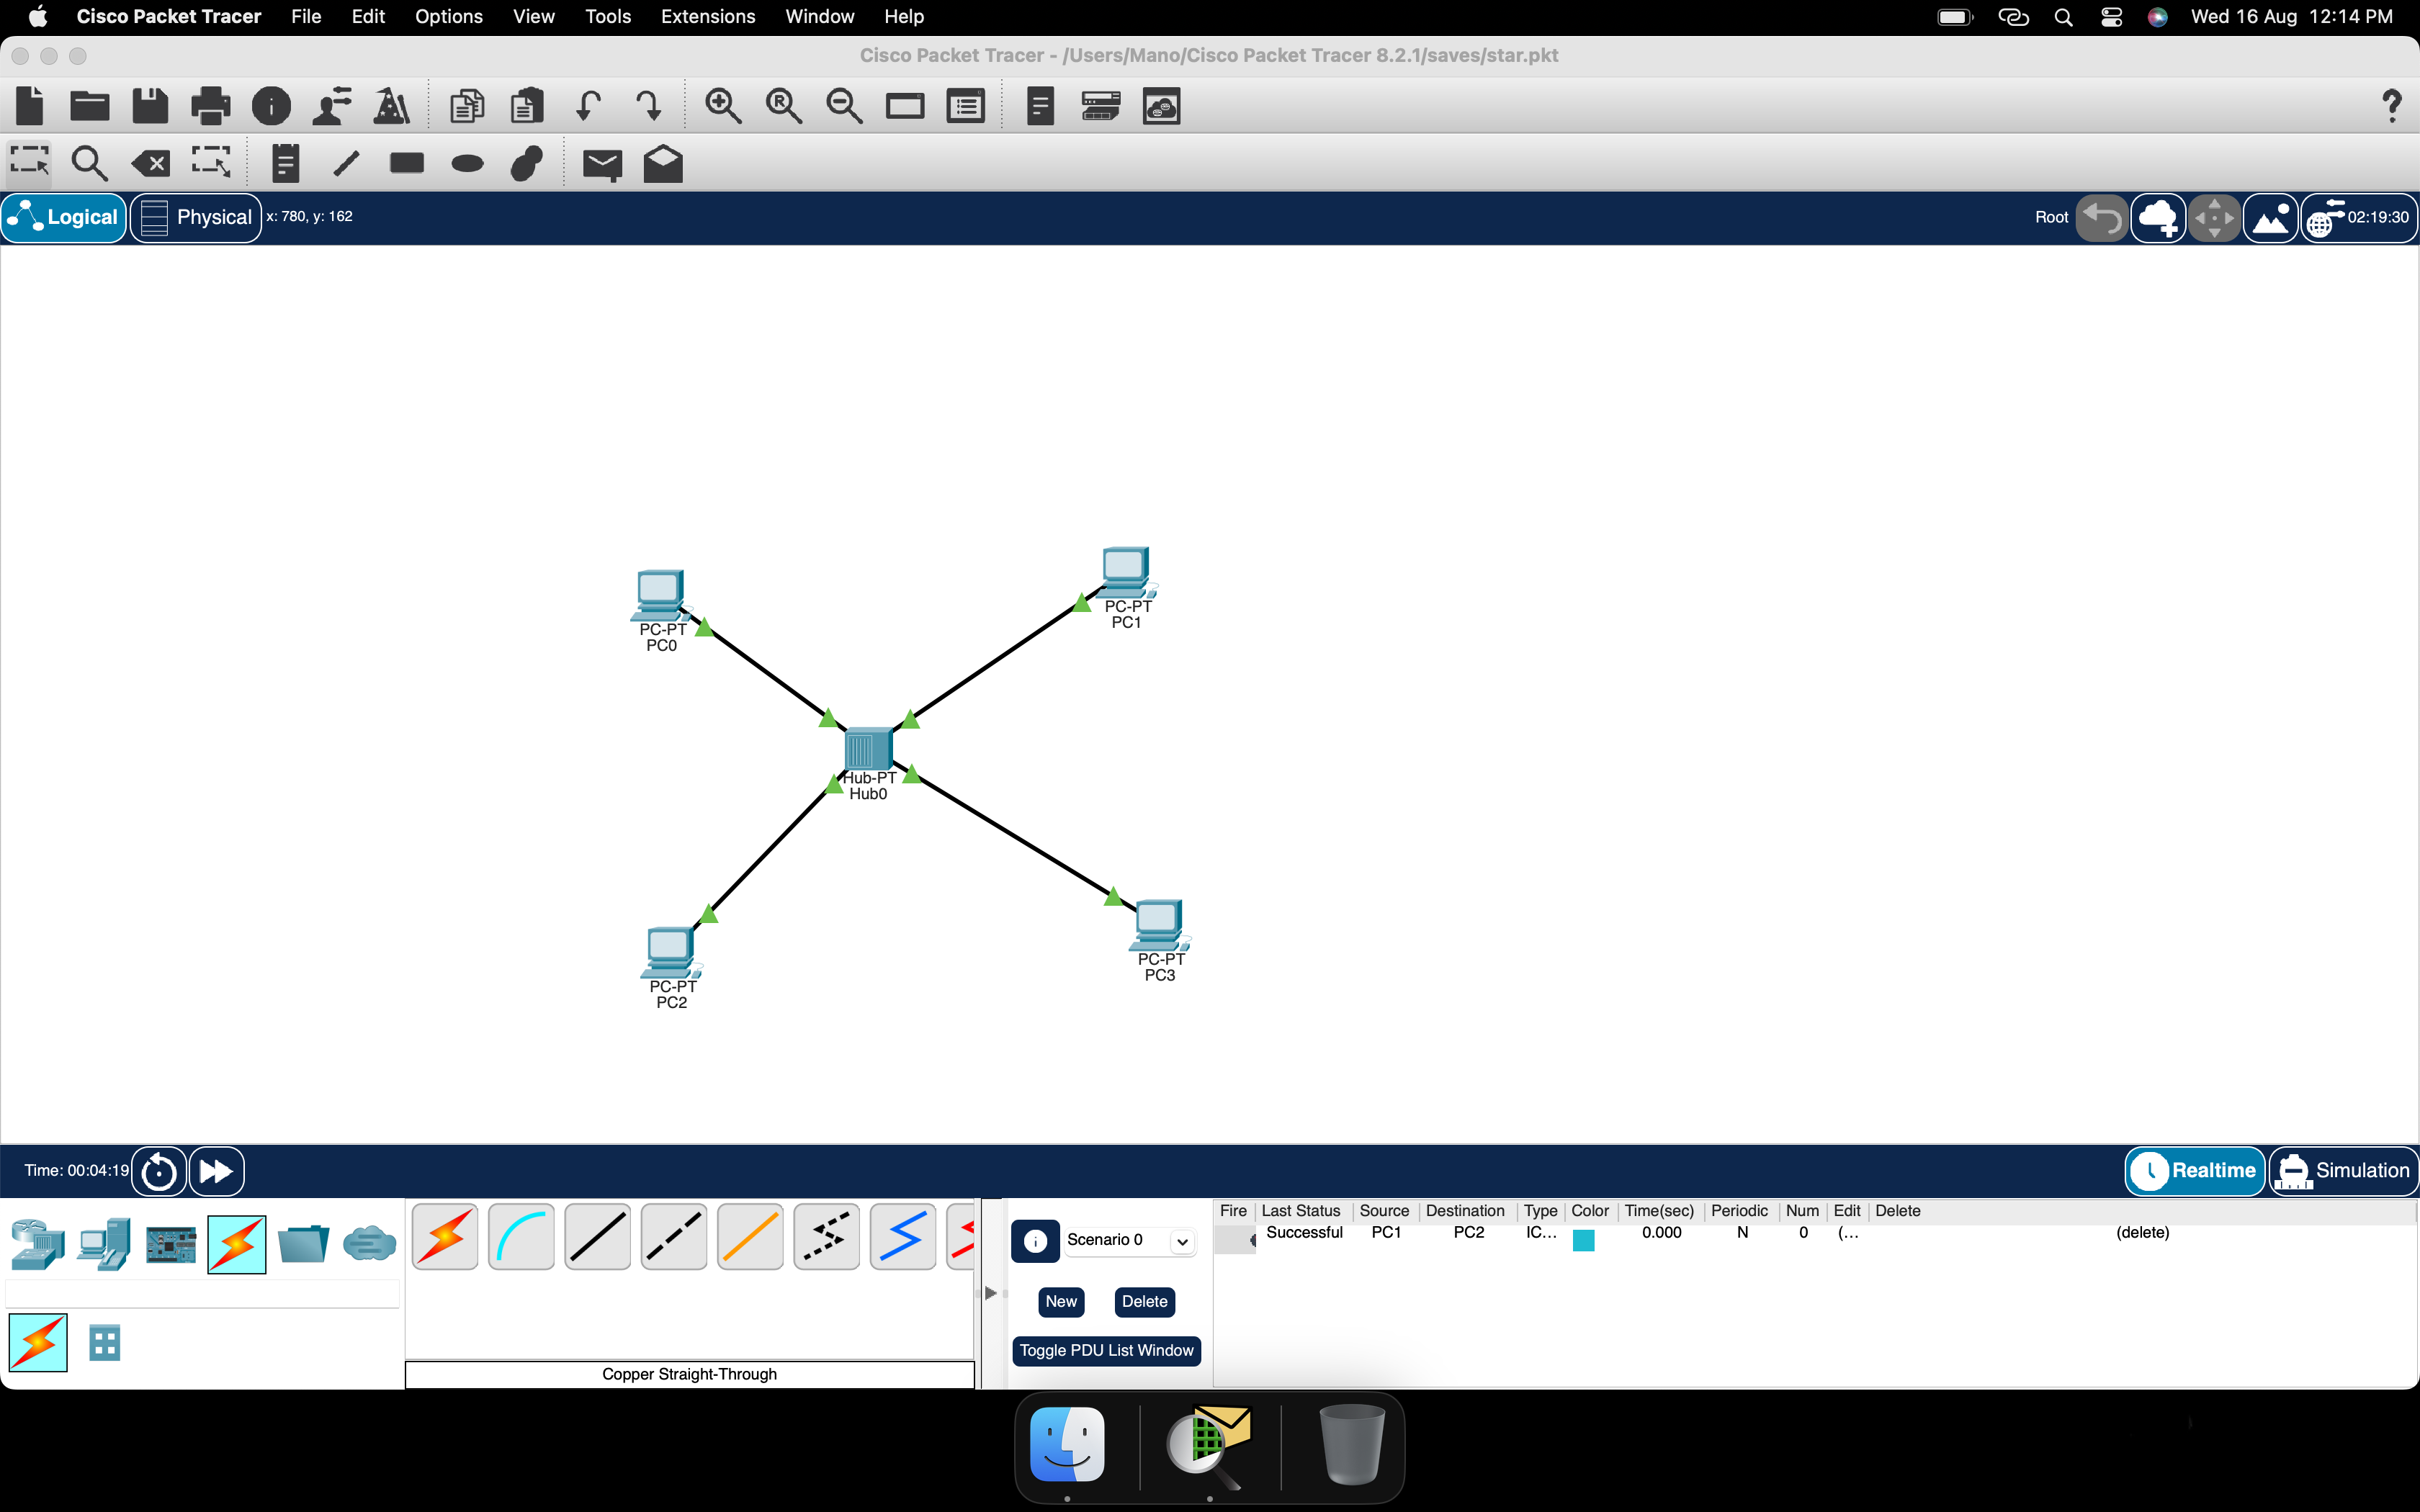 Cisco Packet Tracer File Edit Options View Tools Extensions Window Help Wed 16 Aug 12:14 PM
Cisco Packet Tracer - /Users/Mano/Cisco Packet Tracer 8.2.1/saves/star.pkt
Logical Physical x: 780, y: 162 Root 02:19:30
PC-PT
PC1
PC-PT
PC0
Hub-PT
Hub0
PC-PT
PC3
PC-PT
PC2
Time: 00:04:19 Realtime Simulation
Fire Last Status Source Destination Type Color Time(sec) Periodic Num Edit Delete
Successful PC1 PC2 IC... 0.000 N 0 (... (delete)
Scenario 0
New Delete
Toggle PDU List Window
Copper Straight-Through